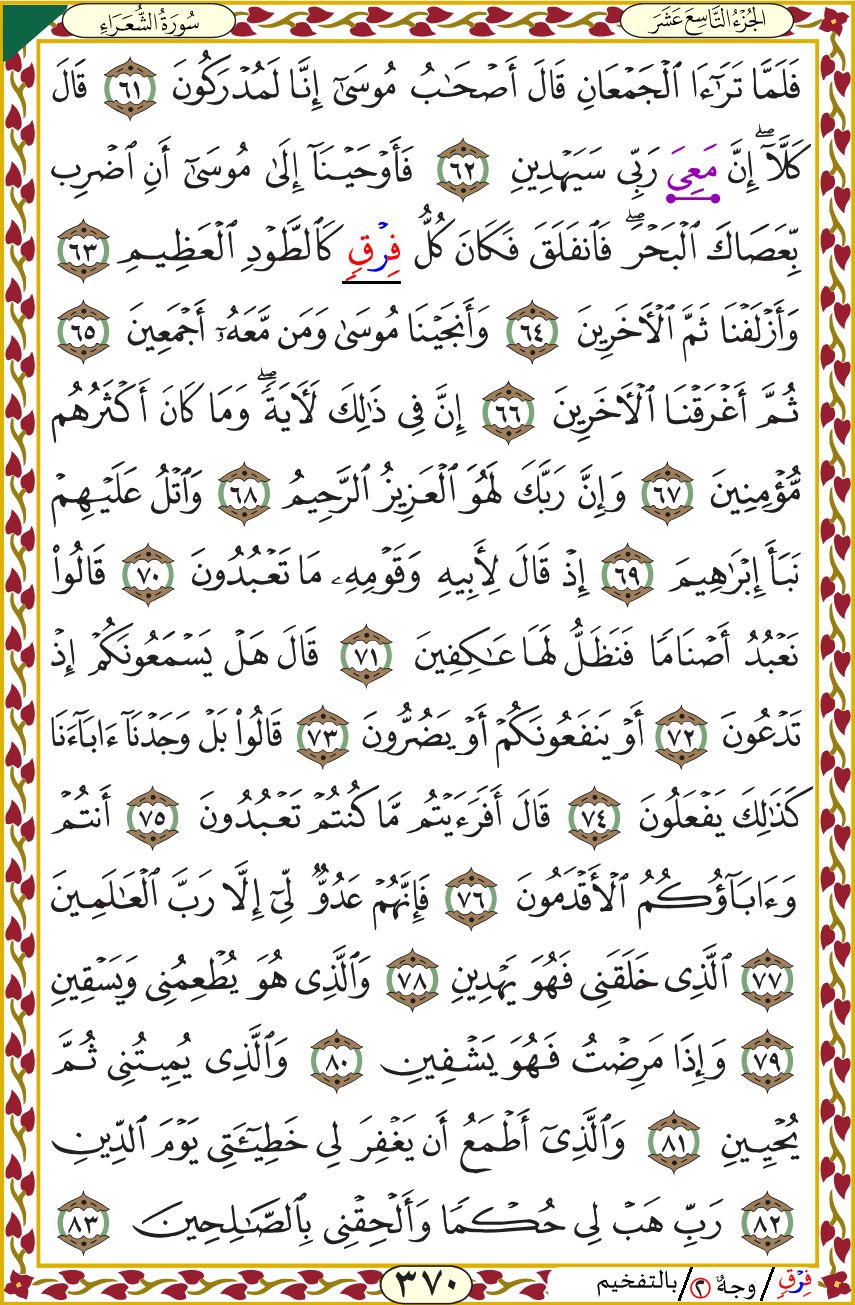 الجُزْءُ التَّاسِعَ عَشَرَ
سُورَةُ الشُّعَرَاءِ
فَلَمَّا تَرَٰٓءَا ٱلْجَمْعَانِ قَالَ أَصْحَٰبُ مُوسَىٰٓ إِنَّا لَمُدْرَكُونَ ٦١ قَالَ
كَلَّآ ۖ إِنَّ مَعِىَ رَبِّى سَيَهْدِينِ ٦٢ فَأَوْحَيْنَآ إِلَىٰ مُوسَىٰٓ أَنِ ٱضْرِب
بِّعَصَاكَ ٱلْبَحْرَ ۖ فَٱنفَلَقَ فَكَانَ كُلُّ فِرْقٍ كَٱلطَّوْدِ ٱلْعَظِيمِ ٦٣
وَأَزْلَفْنَا ثَمَّ ٱلْأَخَرِينَ ٦٤ وَأَنجَيْنَا مُوسَىٰ وَمَن مَّعَهُۥٓ أَجْمَعِينَ ٦٥
ثُمَّ أَغْرَقْنَا ٱلْأَخَرِينَ ٦٦ إِنَّ فِى ذَٰلِكَ لَأَيَةً ۖ وَمَا كَانَ أَكْثَرُهُم
مُّؤْمِنِينَ ٦٧ وَإِنَّ رَبَّكَ لَهُوَ ٱلْعَزِيزُ ٱلرَّحِيمُ ٦٨ وَٱتْلُ عَلَيْهِمْ
نَبَأَ إِبْرَٰهِيمَ ٦٩ إِذْ قَالَ لِأَبِيهِ وَقَوْمِهِۦ مَا تَعْبُدُونَ ٧٠ قَالُوا۟
نَعْبُدُ أَصْنَامًا فَنَظَلُّ لَهَا عَٰكِفِينَ ٧١ قَالَ هَلْ يَسْمَعُونَكُمْ إِذْ
تَدْعُونَ ٧٢ أَوْ يَنفَعُونَكُمْ أَوْ يَضُرُّونَ ٧٣ قَالُوا۟ بَلْ وَجَدْنَآ ءَابَآءَنَا
كَذَٰلِكَ يَفْعَلُونَ ٧٤ قَالَ أَفَرَءَيْتُم مَّا كُنتُمْ تَعْبُدُونَ ٧٥ أَنتُمْ
وَءَابَآؤُكُمُ ٱلْأَقْدَمُونَ ٧٦ فَإِنَّهُمْ عَدُوٌّ لِّىٓ إِلَّا رَبَّ ٱلْعَٰلَمِينَ
٧٧ ٱلَّذِى خَلَقَنِى فَهُوَ يَهْدِينِ ٧٨ وَٱلَّذِى هُوَ يُطْعِمُنِى وَيَسْقِينِ
٧٩ وَإِذَا مَرِضْتُ فَهُوَ يَشْفِينِ ٨٠ وَٱلَّذِى يُمِيتُنِى ثُمَّ
يُحْيِينِ ٨١ وَٱلَّذِىٓ أَطْمَعُ أَن يَغْفِرَ لِى خَطِيٓـَٔتِى يَوْمَ ٱلدِّينِ
٨٢ رَبِّ هَبْ لِى حُكْمًا وَأَلْحِقْنِى بِٱلصَّٰلِحِينَ ٨٣
فِرْقٍ / وجهٌ ٢ / بالتفخيم
٣٧٠